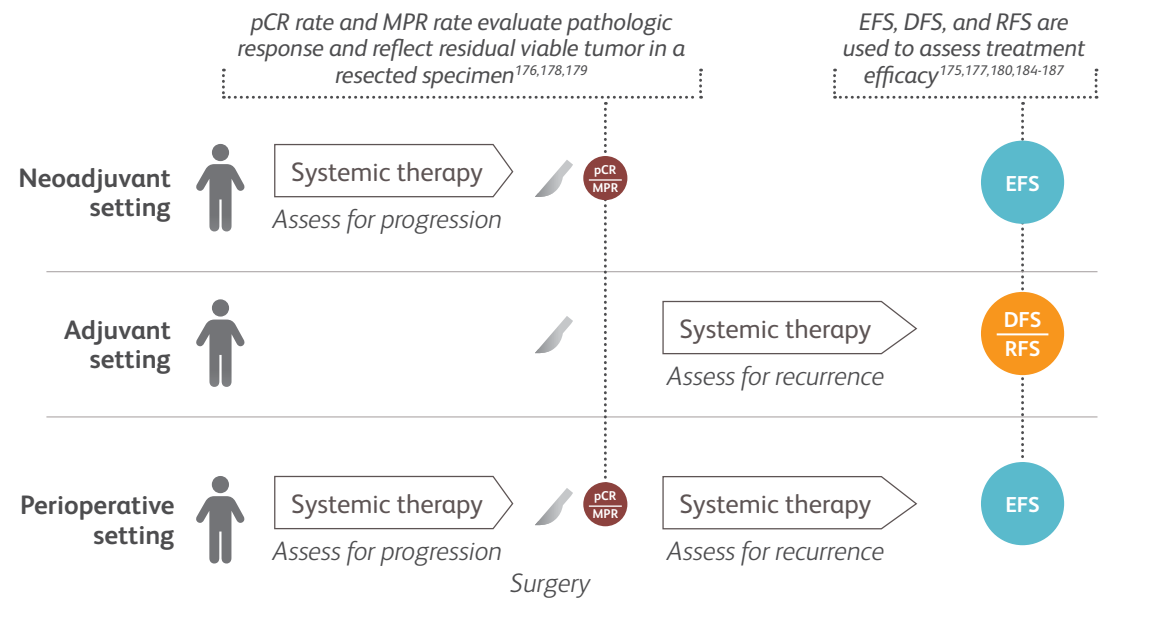 pCR rate and MPR rate evaluate pathologic
response and reflect residual viable tumor in a
resected specimen176,178,179
EFS, DFS, and RFS are
used to assess treatment
efficacy175,177,180,184-187
Neoadjuvant
setting
Systemic therapy
Assess for progression
pCR
MPR
EFS
Adjuvant
setting
Systemic therapy
Assess for recurrence
DFS
RFS
Perioperative
setting
Systemic therapy
Assess for progression
pCR
MPR
Systemic therapy
Assess for recurrence
EFS
Surgery